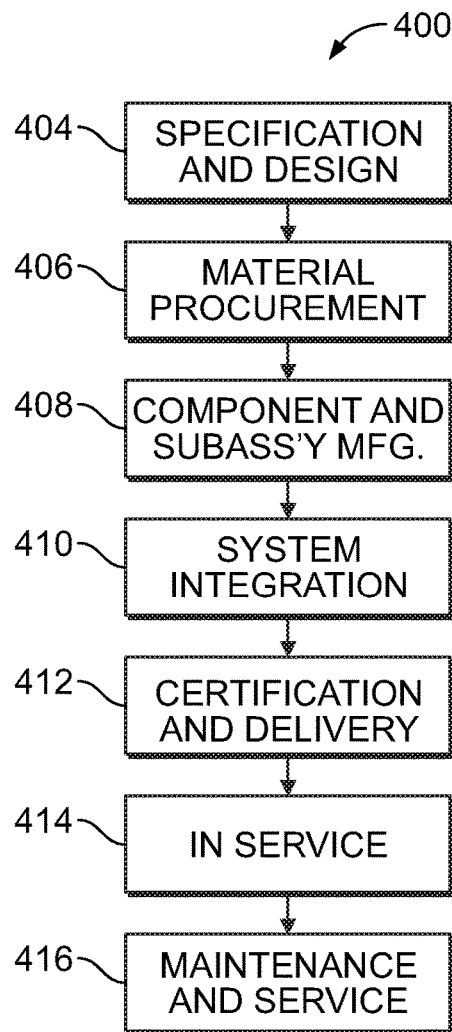 400
404
SPECIFICATION
AND DESIGN
406
MATERIAL
PROCUREMENT
408
COMPONENT AND
SUBASS'Y MFG.
410
SYSTEM
INTEGRATION
412
CERTIFICATION
AND DELIVERY
414
IN SERVICE
416
MAINTENANCE
AND SERVICE